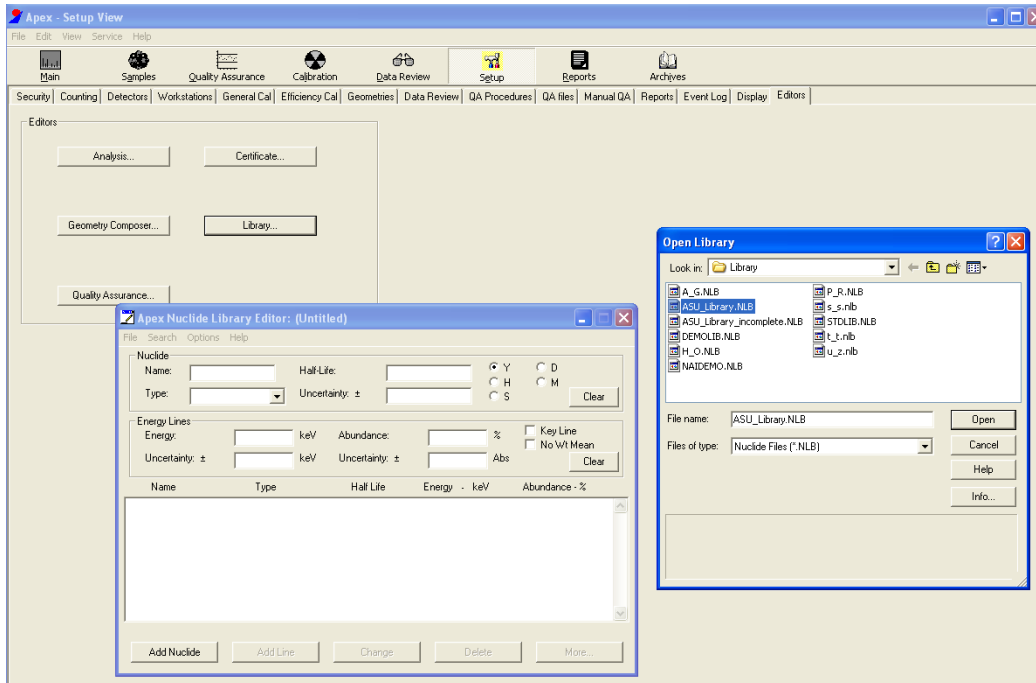 Apex - Setup View
File Edit View Service Help
Main Samples Quality Assurance Calibration Data Review Setup Reports Archives
Security Counting Detectors Workstations General Cal Efficiency Cal Geometries Data Review QA Procedures QA files Manual QA Reports Event Log Display Editors
Editors
Analysis... Certificate...
Geometry Composer... Library...
Quality Assurance...
Apex Nuclide Library Editor: (Untitled)
File Search Options Help
Nuclide
Name: Half-Life: Y D
H M
Type: Uncertainty: ± S Clear
Energy Lines
Energy: keV Abundance: % Key Line
No Wt Mean
Uncertainty: ± keV Uncertainty: ± Abs Clear
Name Type Half Life Energy - keV Abundance - %
Add Nuclide Add Line Change Delete More...
Open Library
Look in: Library
A_G.NLB P_R.NLB
ASU_Library.NLB s_s.nlb
ASU_Library_incomplete.NLB STDLIB.NLB
DEMOLIB.NLB t_t.nlb
H_O.NLB u_z.nlb
NAIDEMO.NLB
File name: ASU_Library.NLB Open
Files of type: Nuclide Files (*.NLB) Cancel
Help
Info...